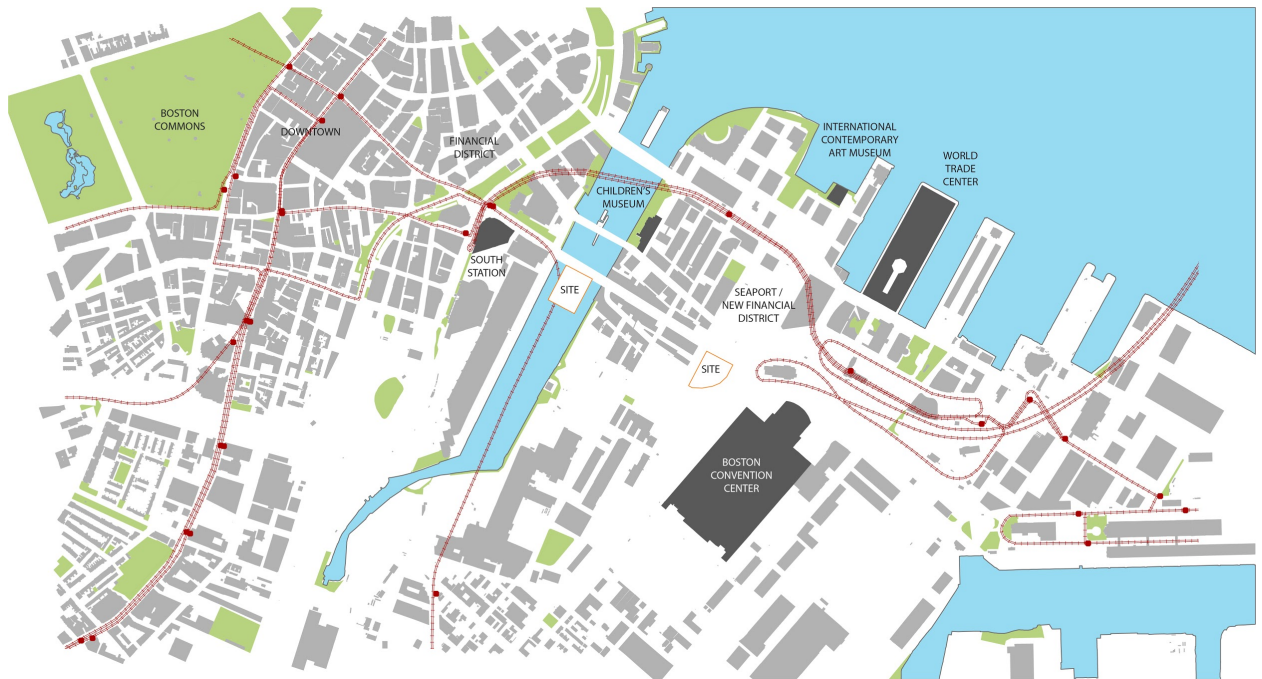 BOSTON
COMMONS
DOWNTOWN
FINANCIAL
DISTRICT
INTERNATIONAL
CONTEMPORARY
ART MUSEUM
WORLD
TRADE
CENTER
CHILDREN'S
MUSEUM
SOUTH
STATION
SITE
SEAPORT /
NEW FINANCIAL
DISTRICT
SITE
BOSTON
CONVENTION
CENTER